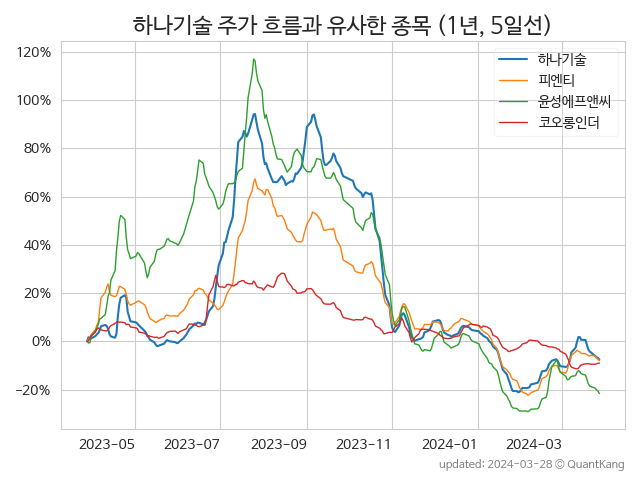 하나기술 주가 흐름과 유사한 종목 (1년, 5일선)
하나기술
피엔티
윤성에프앤씨
코오롱인더
120%
100%
80%
60%
40%
20%
0%
−20%
2023-05 2023-07 2023-09 2023-11 2024-01 2024-03
updated: 2024-03-28 © QuantKang